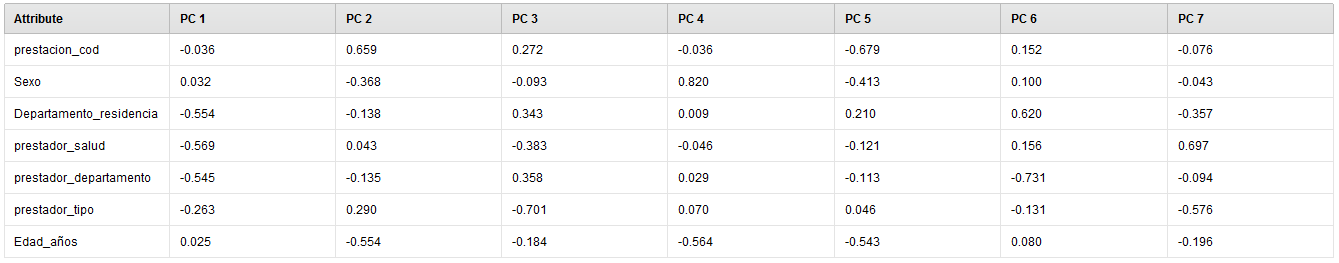 Attribute PC 1 PC 2 PC 3 PC 4 PC 5 PC 6 PC 7
prestacion_cod -0.036 0.659 0.272 -0.036 -0.679 0.152 -0.076
Sexo 0.032 -0.368 -0.093 0.820 -0.413 0.100 -0.043
Departamento_residencia -0.554 -0.138 0.343 0.009 0.210 0.620 -0.357
prestador_salud -0.569 0.043 -0.383 -0.046 -0.121 0.156 0.697
prestador_departamento -0.545 -0.135 0.358 0.029 -0.113 -0.731 -0.094
prestador_tipo -0.263 0.290 -0.701 0.070 0.046 -0.131 -0.576
Edad_años 0.025 -0.554 -0.184 -0.564 -0.543 0.080 -0.196